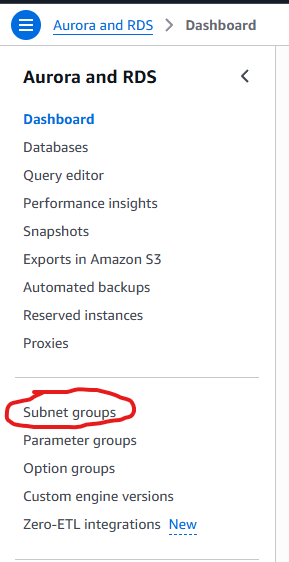 Aurora and RDS > Dashboard
Aurora and RDS
Dashboard
Databases
Query editor
Performance insights
Snapshots
Exports in Amazon S3
Automated backups
Reserved instances
Proxies
Subnet groups
Parameter groups
Option groups
Custom engine versions
Zero-ETL integrations New